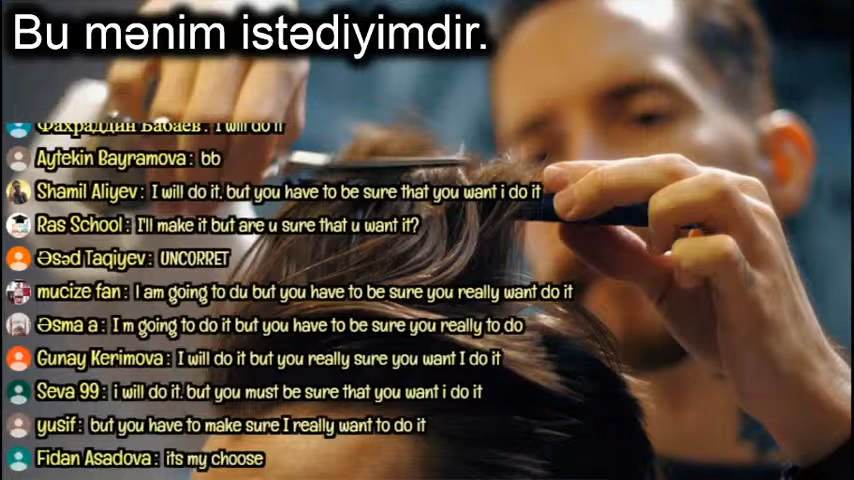 Bu mənim istədiyimdir.
Фахраддин Бабаев: I will do it
Aytekin Bayramova: bb
Shamil Aliyev: I will do it. but you have to be sure that you want i do it
Ras School: I'll make it but are u sure that u want it?
Əsəd Taqiyev: UNCORRET
mucize fan: I am going to du but you have to be sure you really want do it
Əsma a: I m going to do it but you have to be sure you really to do
Gunay Kerimova: I will do it but you really sure you want I do it
Seva 99: i will do it. but you must be sure that you want i do it
yusif: but you have to make sure I really want to do it
Fidan Asadova: its my choose